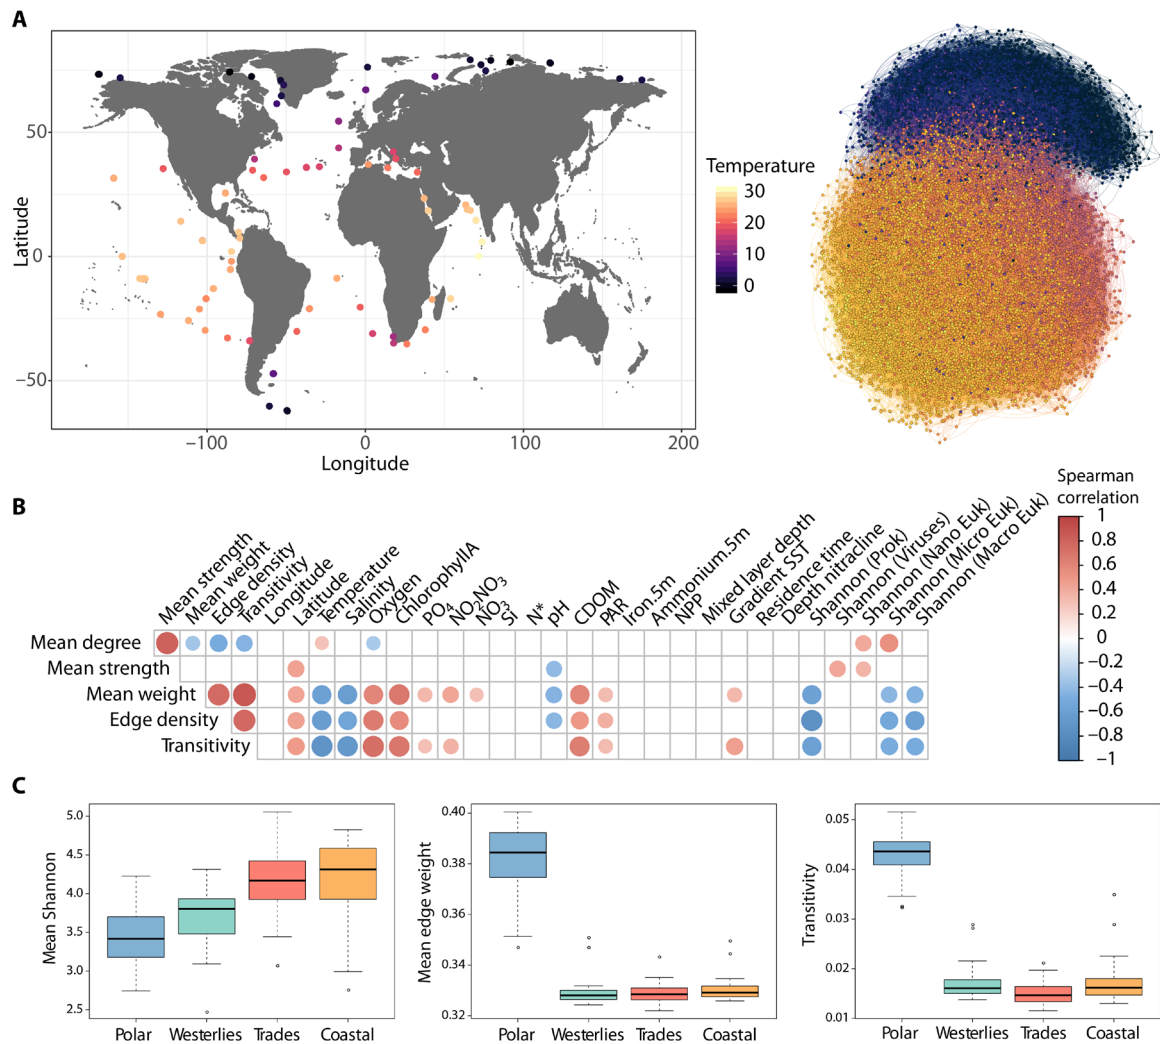 A
50
0
−50
Latitude
−100
0
100
200
Longitude
Temperature
30
20
10
0
B
Mean strength
Mean weight
Edge density
Transitivity
Longitude
Latitude
Temperature
Salinity
Oxygen
ChlorophyllA
PO4
NO2NO3
NO3
Si
N*
pH
CDOM
PAR
Iron.5m
Ammonium.5m
NPP
Mixed layer depth
Gradient SST
Residence time
Depth nitracline
Shannon (Prok)
Shannon (Viruses)
Shannon (Nano Euk)
Shannon (Micro Euk)
Shannon (Macro Euk)
Mean degree
Mean strength
Mean weight
Edge density
Transitivity
Spearman
correlation
1
0.8
0.6
0.4
0.2
0
−0.2
−0.4
−0.6
−0.8
−1
C
Mean Shannon
5.0
4.5
4.0
3.5
3.0
2.5
Polar Westerlies Trades Coastal
Mean edge weight
0.40
0.38
0.36
0.34
0.32
Polar Westerlies Trades Coastal
Transitivity
0.05
0.04
0.03
0.02
0.01
Polar Westerlies Trades Coastal